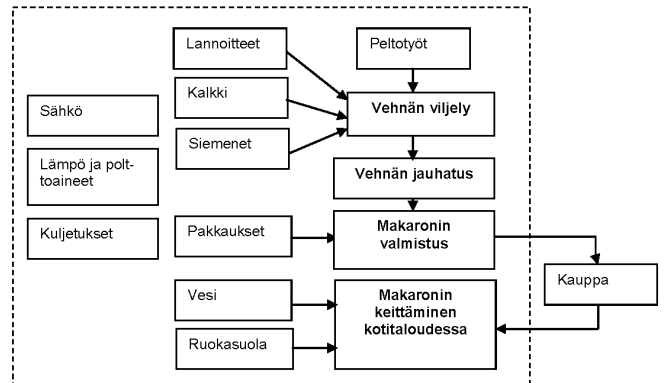 Lannoitteet
Peltotyöt
Kalkki
Sähkö
Vehnän viljely
Siemenet
Lämpö ja polt-
toaineet
Vehnän jauhatus
Kuljetukset
Pakkaukset
Makaronin
valmistus
Kauppa
Vesi
Makaronin
keittäminen
kotitaloudessa
Ruokasuola